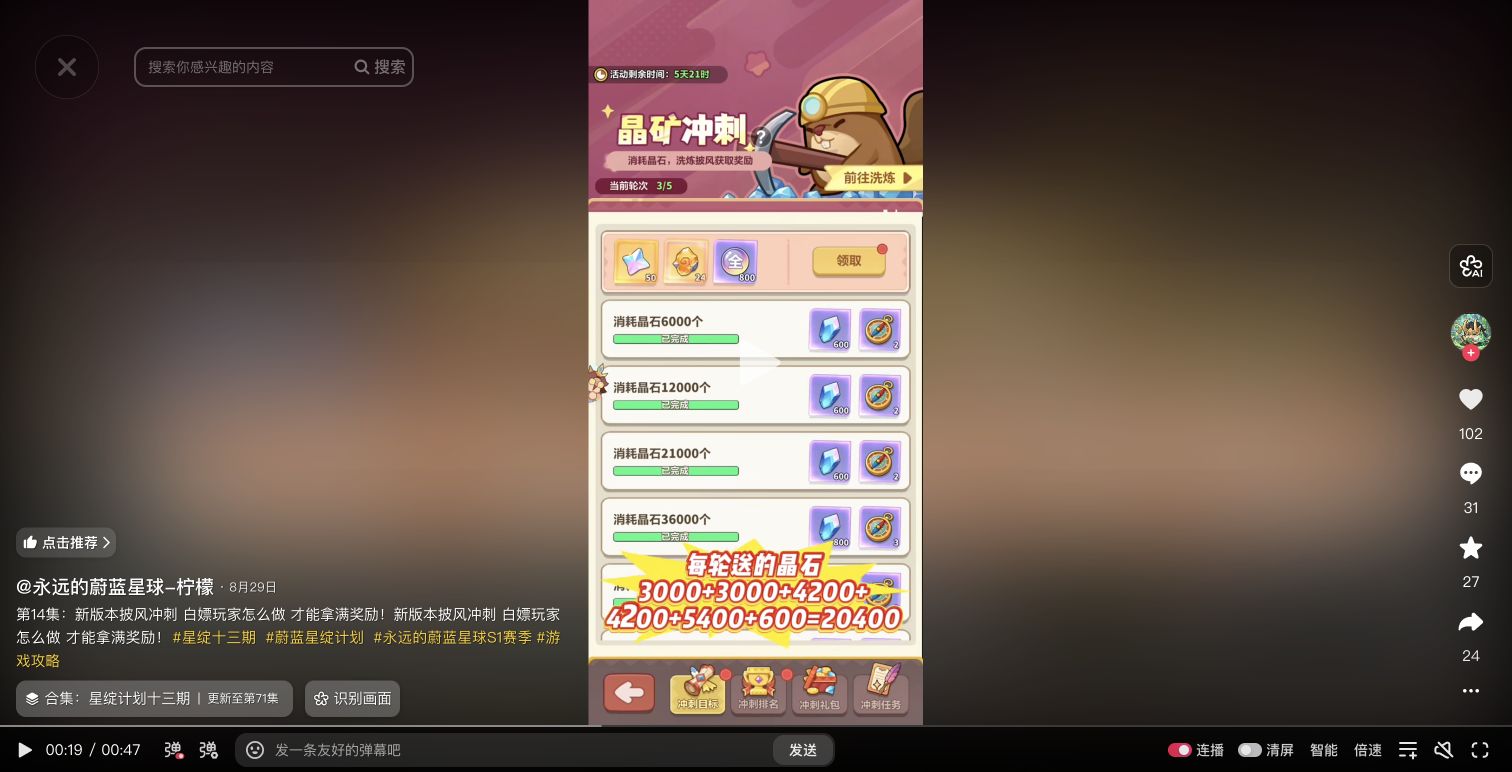 搜索你感兴趣的内容
搜索
活动剩余时间：5天21时
晶矿冲刺
?
消耗晶石，洗炼披风获取奖励
当前轮次 3/5
前往洗炼
50
24
全
800
领取
消耗晶石6000个
已完成
600
2
消耗晶石12000个
已完成
600
2
消耗晶石21000个
已完成
600
2
消耗晶石36000个
已完成
800
3
每轮送的晶石
3000+3000+4200+
4200+5400+600=20400
冲刺目标
冲刺排名
冲刺礼包
冲刺任务
AI
102
31
27
24
点击推荐
@永远的蔚蓝星球-柠檬 · 8月29日
第14集：新版本披风冲刺 白嫖玩家怎么做 才能拿满奖励！新版本披风冲刺 白嫖玩家
怎么做 才能拿满奖励！ #星绽十三期 #蔚蓝星绽计划 #永远的蔚蓝星球S1赛季 #游
戏攻略
合集：星绽计划十三期 | 更新至第71集
识别画面
00:19 / 00:47
弹
弹
发一条友好的弹幕吧
发送
连播
清屏
智能
倍速